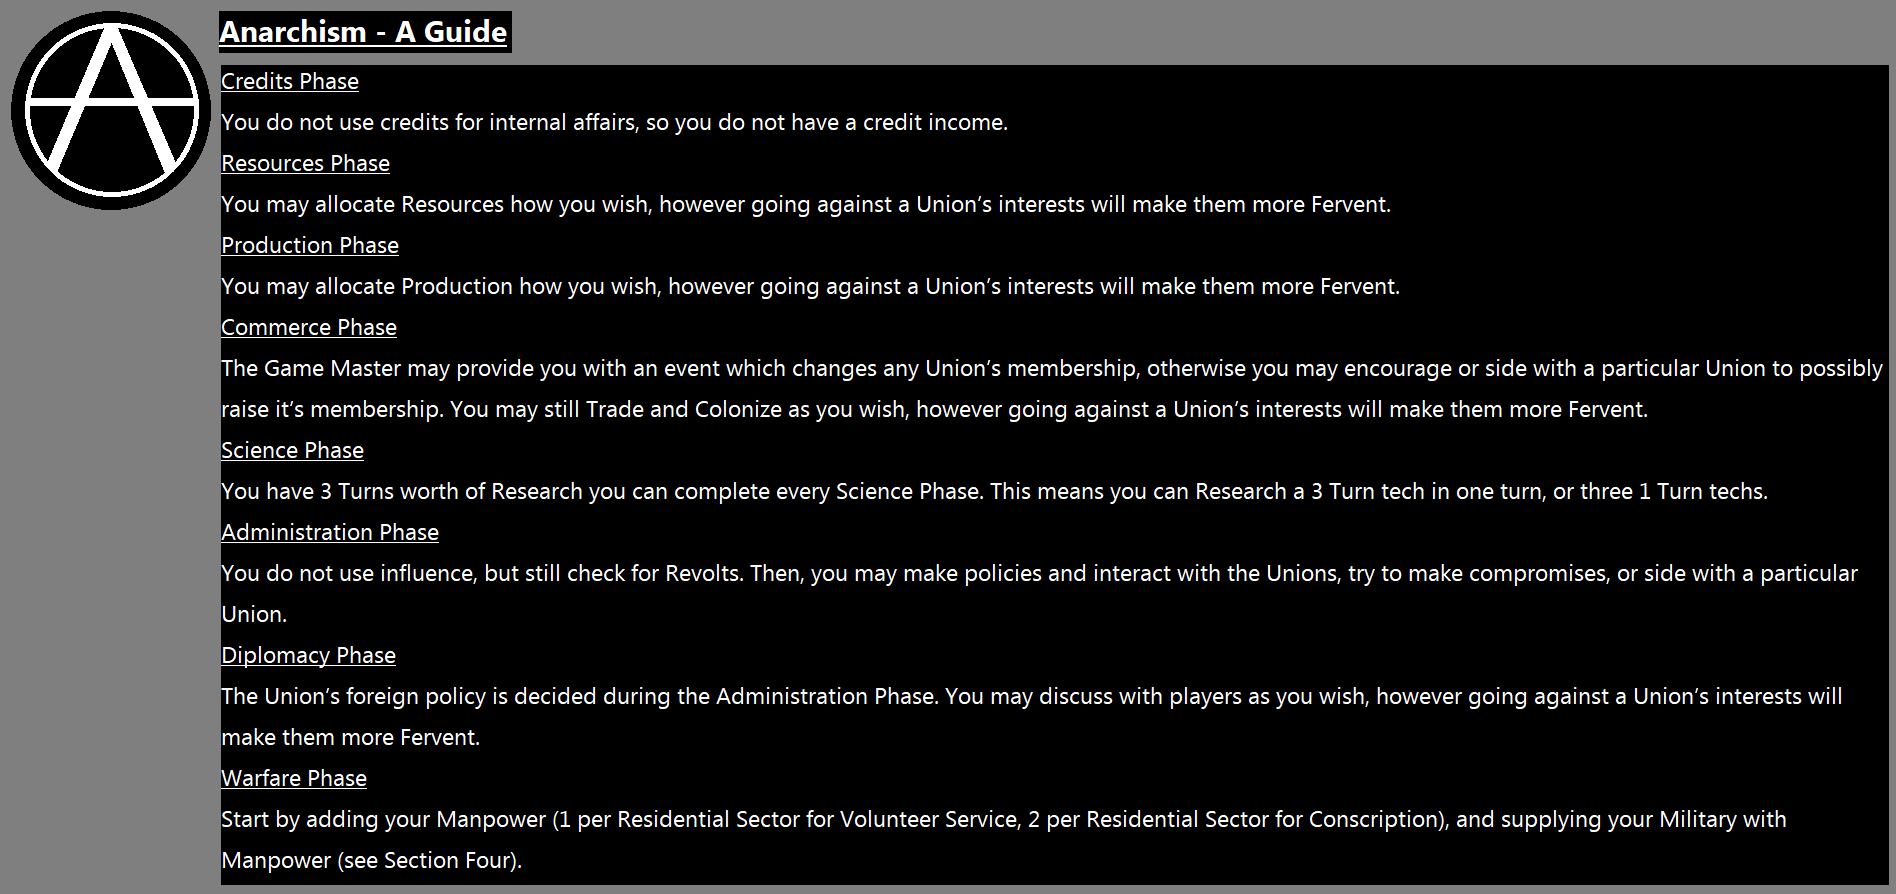 Anarchism - A Guide
Credits Phase
You do not use credits for internal affairs, so you do not have a credit income.
Resources Phase
You may allocate Resources how you wish, however going against a Union’s interests will make them more Fervent.
Production Phase
You may allocate Production how you wish, however going against a Union’s interests will make them more Fervent.
Commerce Phase
The Game Master may provide you with an event which changes any Union’s membership, otherwise you may encourage or side with a particular Union to possibly
raise it’s membership. You may still Trade and Colonize as you wish, however going against a Union’s interests will make them more Fervent.
Science Phase
You have 3 Turns worth of Research you can complete every Science Phase. This means you can Research a 3 Turn tech in one turn, or three 1 Turn techs.
Administration Phase
You do not use influence, but still check for Revolts. Then, you may make policies and interact with the Unions, try to make compromises, or side with a particular
Union.
Diplomacy Phase
The Union’s foreign policy is decided during the Administration Phase. You may discuss with players as you wish, however going against a Union’s interests will
make them more Fervent.
Warfare Phase
Start by adding your Manpower (1 per Residential Sector for Volunteer Service, 2 per Residential Sector for Conscription), and supplying your Military with
Manpower (see Section Four).